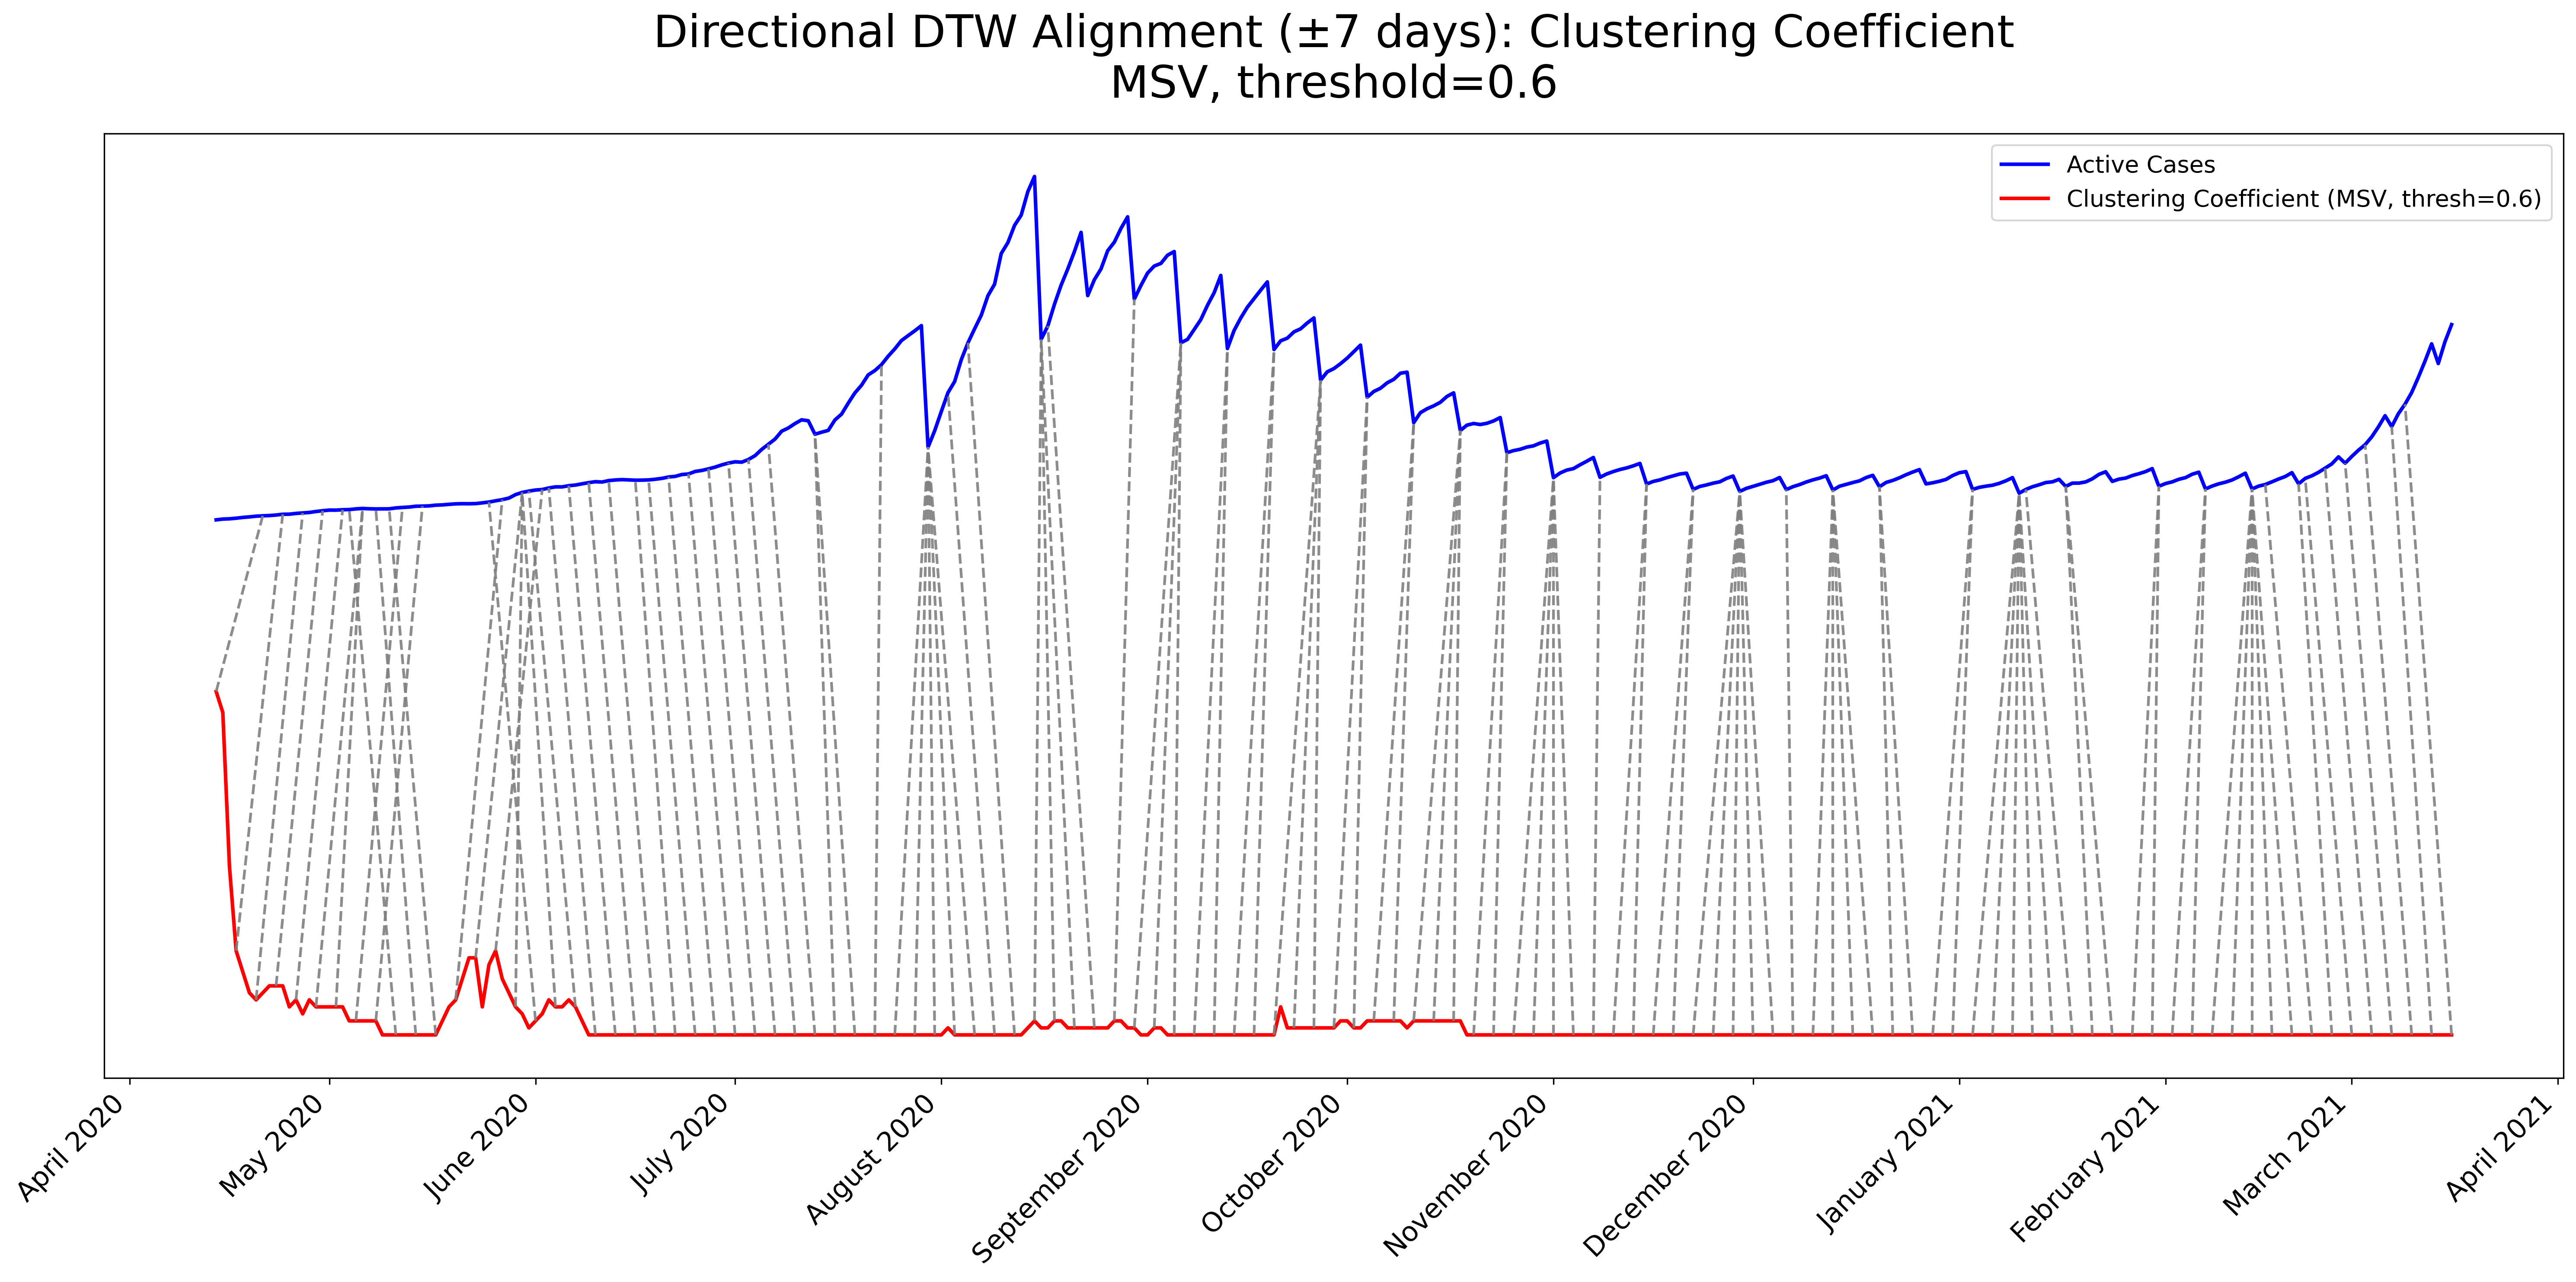 Directional DTW Alignment (±7 days): Clustering Coefficient
MSV, threshold=0.6
Active Cases
Clustering Coefficient (MSV, thresh=0.6)
April 2020
May 2020
June 2020
July 2020
August 2020
September 2020
October 2020
November 2020
December 2020
January 2021
February 2021
March 2021
April 2021